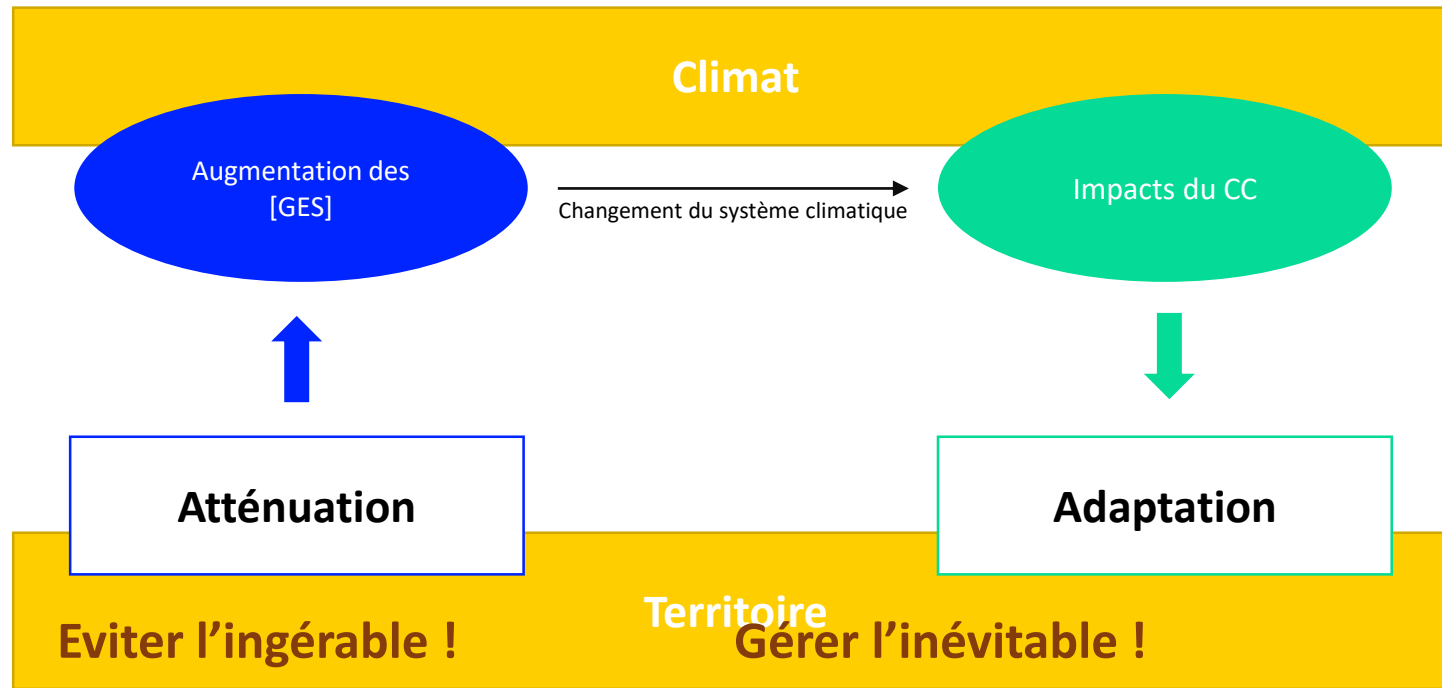 Climat
Augmentation des
[GES]
Changement du système climatique
Impacts du CC
Atténuation
Adaptation
Territoire
Eviter l’ingérable !
Gérer l’inévitable !